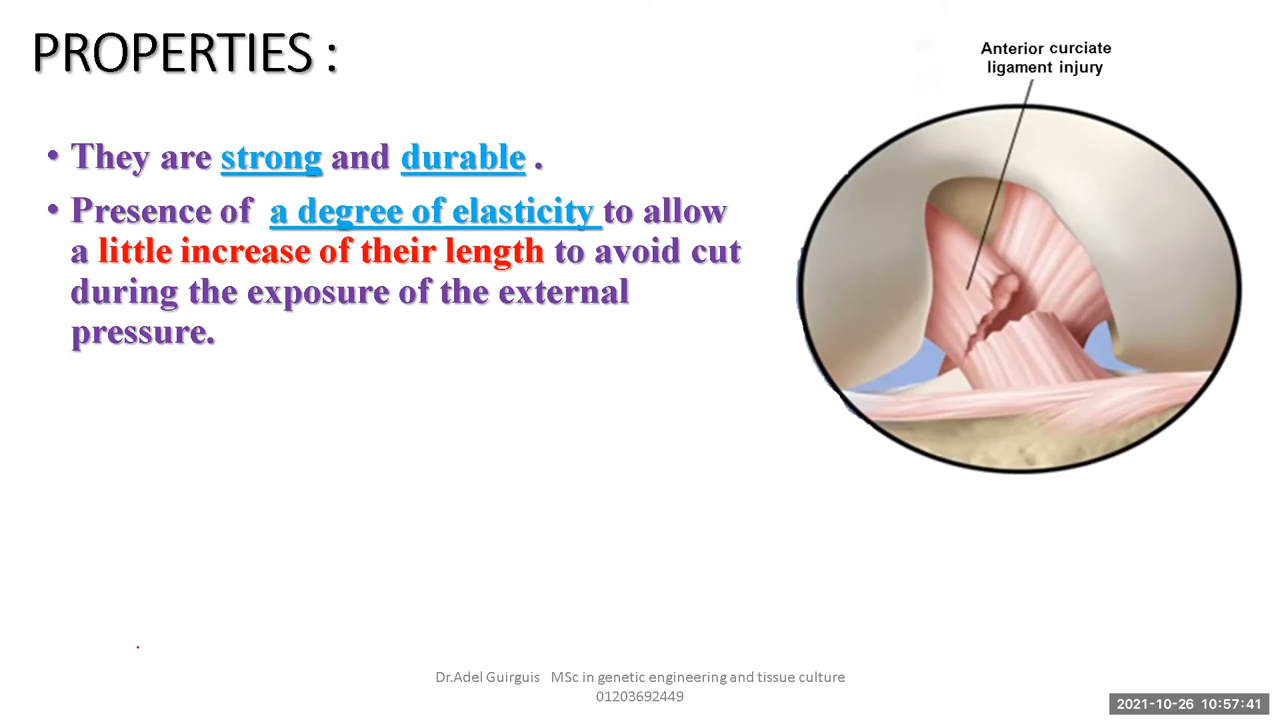 PROPERTIES :
Anterior curciate
ligament injury
• They are strong and durable .
• Presence of a degree of elasticity to allow
a little increase of their length to avoid cut
during the exposure of the external
pressure.
Dr.Adel Guirguis MSc in genetic engineering and tissue culture
01203692449
2021-10-26 10:57:41